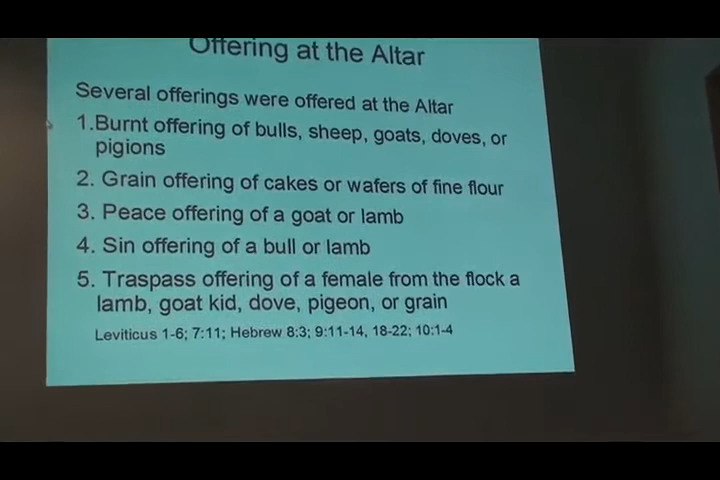 Offering at the Altar
Several offerings were offered at the Altar
1.Burnt offering of bulls, sheep, goats, doves, or
pigions
2. Grain offering of cakes or wafers of fine flour
3. Peace offering of a goat or lamb
4. Sin offering of a bull or lamb
5. Traspass offering of a female from the flock a
lamb, goat kid, dove, pigeon, or grain
Leviticus 1-6; 7:11; Hebrew 8:3; 9:11-14, 18-22; 10:1-4